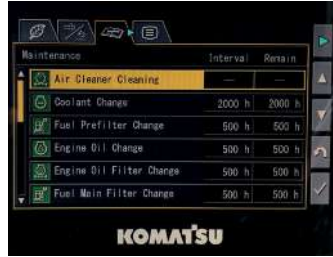 Maintenance Interval Remain
Air Cleaner Cleaning — —
Coolant Change 2000 h 2000 h
Fuel Prefilter Change 500 h 500 h
Engine Oil Change 500 h 500 h
Engine Oil Filter Change 500 h 500 h
Fuel Main Filter Change 500 h 500 h
KOMATSU